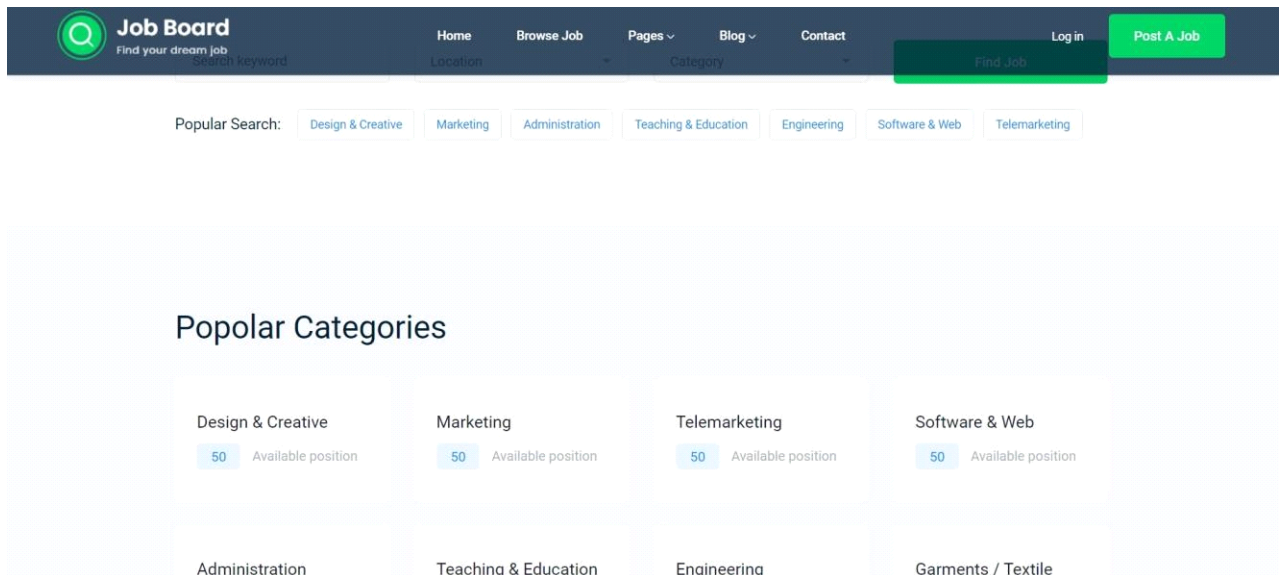 Job Board
Find your dream job
Home Browse Job Pages Blog Contact Log in Post A Job
Search keyword Location Category Find Job
Popular Search: Design & Creative Marketing Administration Teaching & Education Engineering Software & Web Telemarketing
Popolar Categories
Design & Creative Marketing Telemarketing Software & Web
50 Available position 50 Available position 50 Available position 50 Available position
Administration Teaching & Education Engineering Garments / Textile